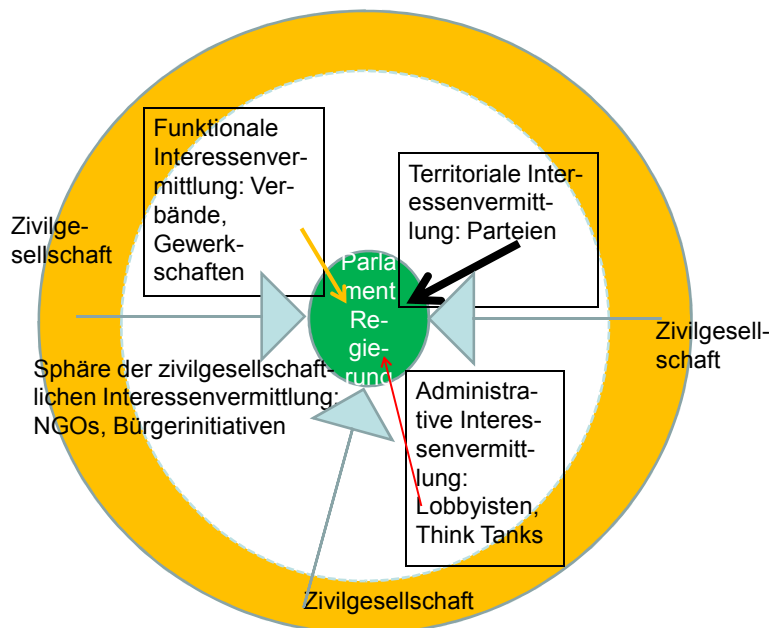 Funktionale
Interessenver-
mittlung: Ver-
bände,
Gewerk-
schaften
Territoriale Inter-
essenvermitt-
lung: Parteien
Zivilge-
sellschaft
Parla
ment
Re-
gie-
rung
Zivilgesell-
schaft
Sphäre der zivilgesellschaft-
lichen Interessenvermittlung:
NGOs, Bürgerinitiativen
Administra-
tive Interes-
senvermitt-
lung:
Lobbyisten,
Think Tanks
Zivilgesellschaft